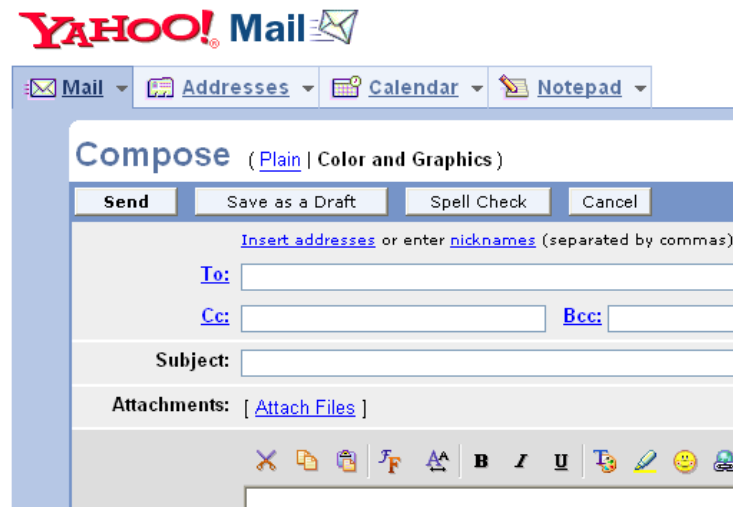 YAHOO!® Mail
Mail Addresses Calendar Notepad
Compose ( Plain | Color and Graphics )
Send Save as a Draft Spell Check Cancel
Insert addresses or enter nicknames (separated by commas)
To:
Cc: Bcc:
Subject:
Attachments: [ Attach Files ]
B I U